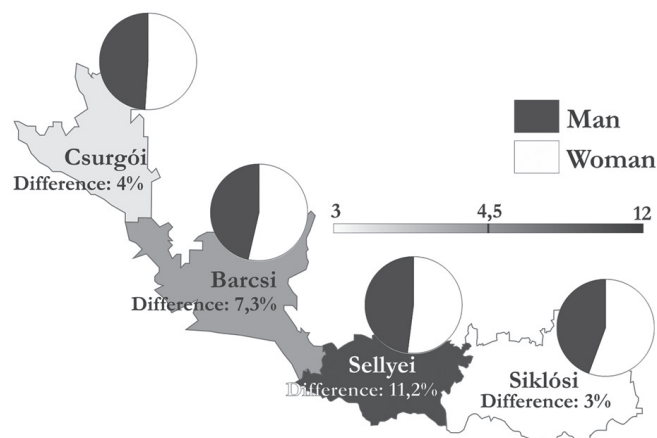 Man
Woman
Csurgói
Difference: 4%
3
4,5
12
Barcsi
Difference: 7,3%
Sellyei
Difference: 11,2%
Siklósi
Difference: 3%